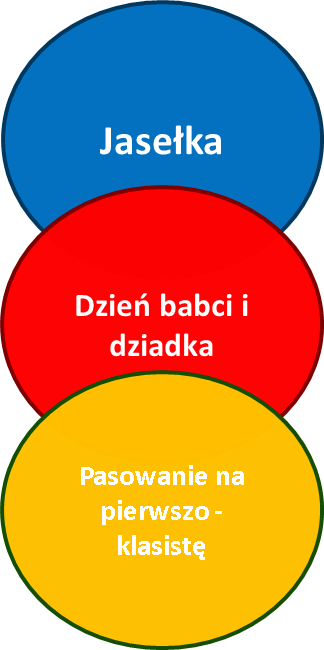 Jasełka
Dzień babci i
dziadka
Pasowanie na
pierwszo -
klasistę